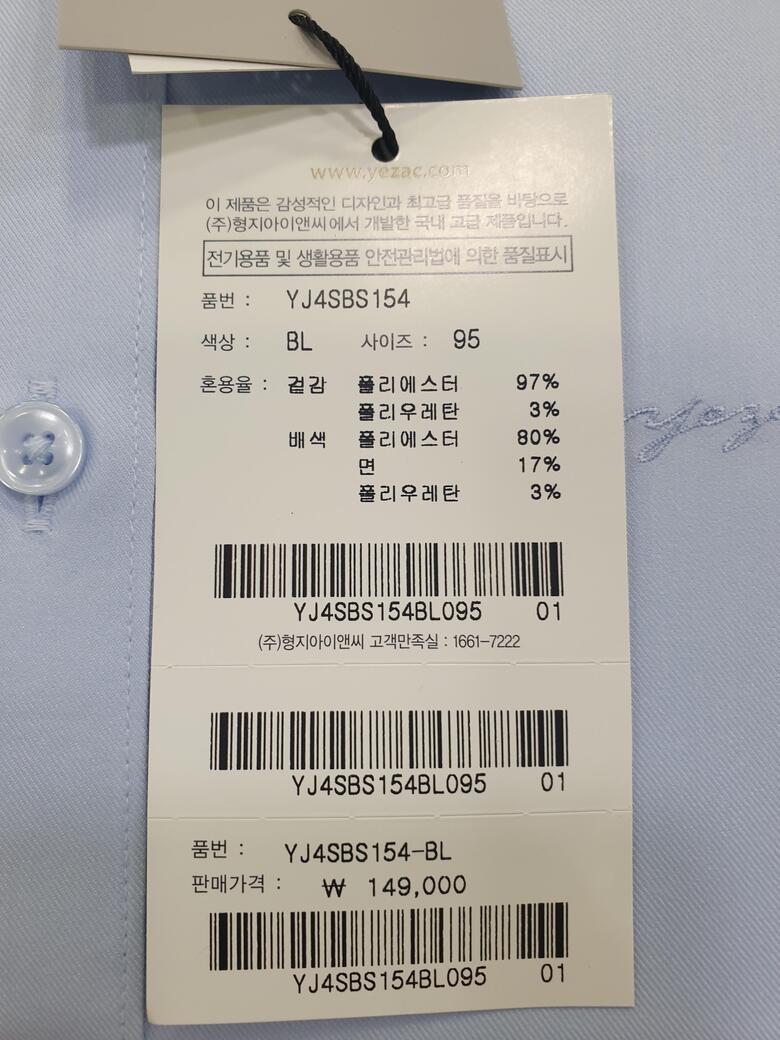 www.yezac.com
이 제품은 감성적인 디자인과 최고급 품질을 바탕으로
(주)형지아이앤씨에서 개발한 국내 고급 제품입니다.
전기용품 및 생활용품 안전관리법에 의한 품질표시
품번 : YJ4SBS154
색상 : BL 사이즈 : 95
혼용율 : 겉감 폴리에스터 97%
폴리우레탄 3%
배색 폴리에스터 80%
면 17%
폴리우레탄 3%
YJ4SBS154BL095 01
(주)형지아이앤씨 고객만족실 : 1661-7222
YJ4SBS154BL095 01
품번 : YJ4SBS154-BL
판매가격 : ₩ 149,000
YJ4SBS154BL095 01